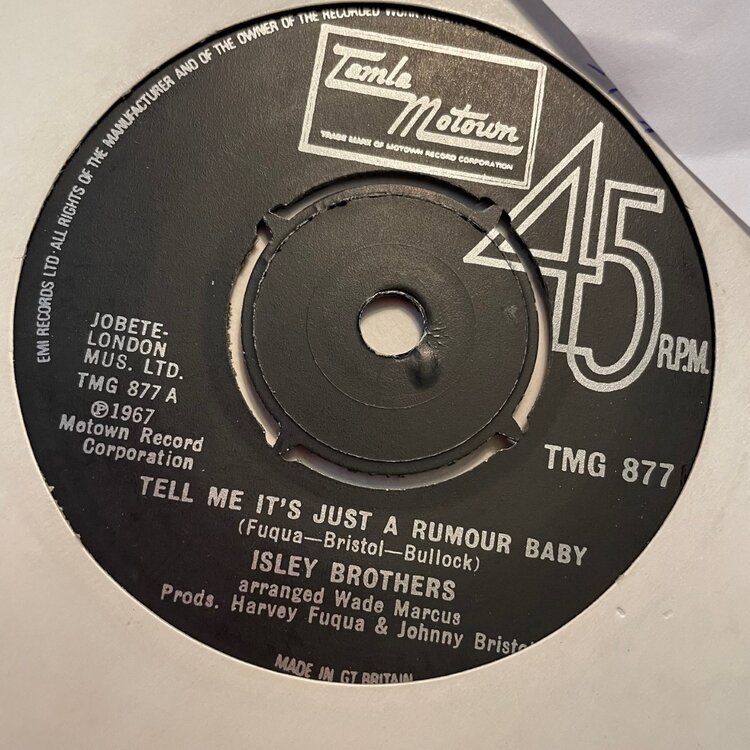 EMI RECORDS LTD · ALL RIGHTS OF THE MANUFACTURER AND OF THE OWNER OF THE RECORDED WORK
Tamla
Motown
TRADE MARK OF MOTOWN RECORD CORPORATION
45
R.P.M.
JOBETE-
LONDON
MUS. LTD.
TMG 877 A
℗1967
Motown Record
Corporation
TMG 877
TELL ME IT'S JUST A RUMOUR BABY
(Fuqua—Bristol—Bullock)
ISLEY BROTHERS
arranged Wade Marcus
Prods. Harvey Fuqua & Johnny
MADE IN GT BRITAIN